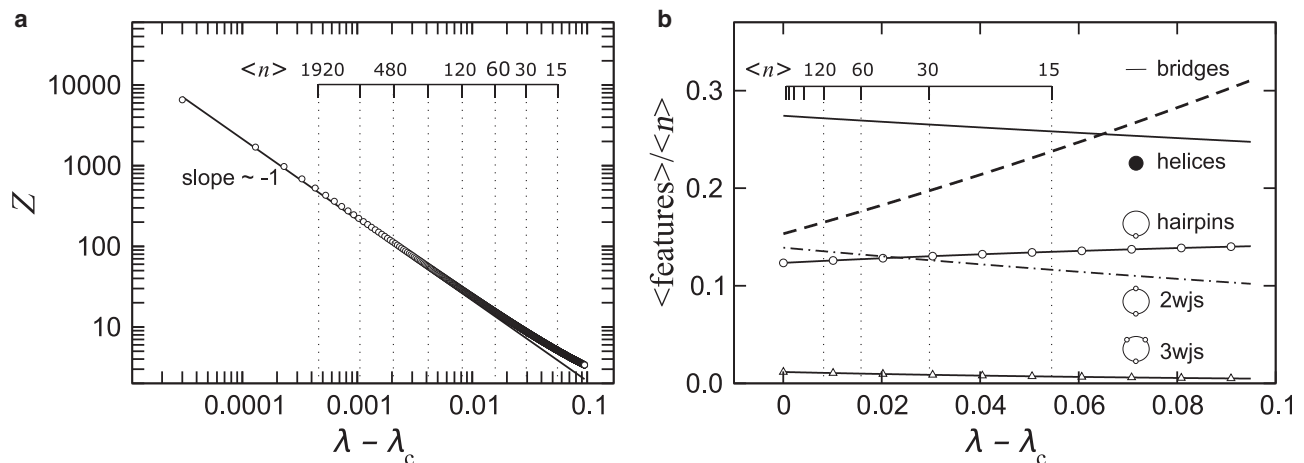 a
<n> 1920 480 120 60 30 15
10000
1000
100
10
Z
slope ~ -1
0.0001 0.001 0.01 0.1
λ – λc
b
<n> 120 60 30 15
bridges
helices
hairpins
2wjs
3wjs
0.3
0.2
0.1
0.0
<features>/<n>
0 0.02 0.04 0.06 0.08 0.1
λ – λc